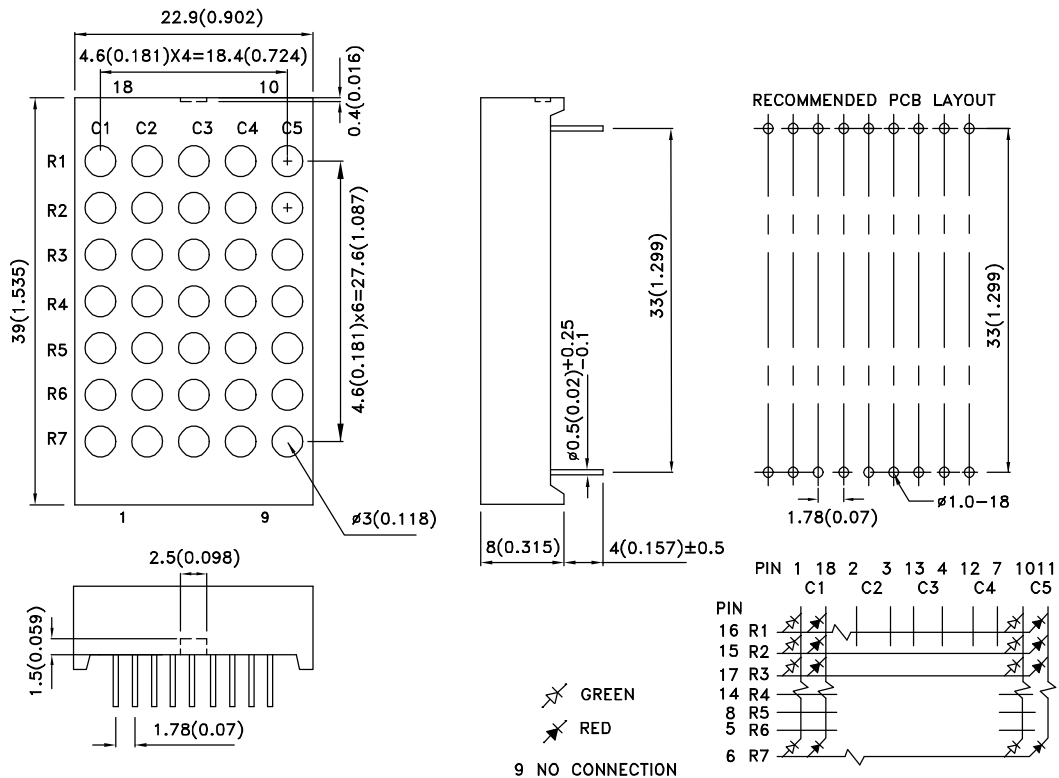 22.9(0.902)
4.6(0.181)X4=18.4(0.724)
18 10
0.4(0.016)
C1 C2 C3 C4 C5
R1
R2
R3
R4
R5
R6
R7
39(1.535)
4.6(0.181)x6=27.6(1.087)
1 9
ø3(0.118)
33(1.299)
ø0.5(0.02)+0.25
-0.1
8(0.315)
4(0.157)±0.5
RECOMMENDED PCB LAYOUT
33(1.299)
ø1.0-18
1.78(0.07)
2.5(0.098)
1.5(0.059)
1.78(0.07)
GREEN
RED
9 NO CONNECTION
PIN 1 18 2 3 13 4 12 7 1011
C1 C2 C3 C4 C5
PIN
16 R1
15 R2
17 R3
14 R4
8 R5
5 R6
6 R7